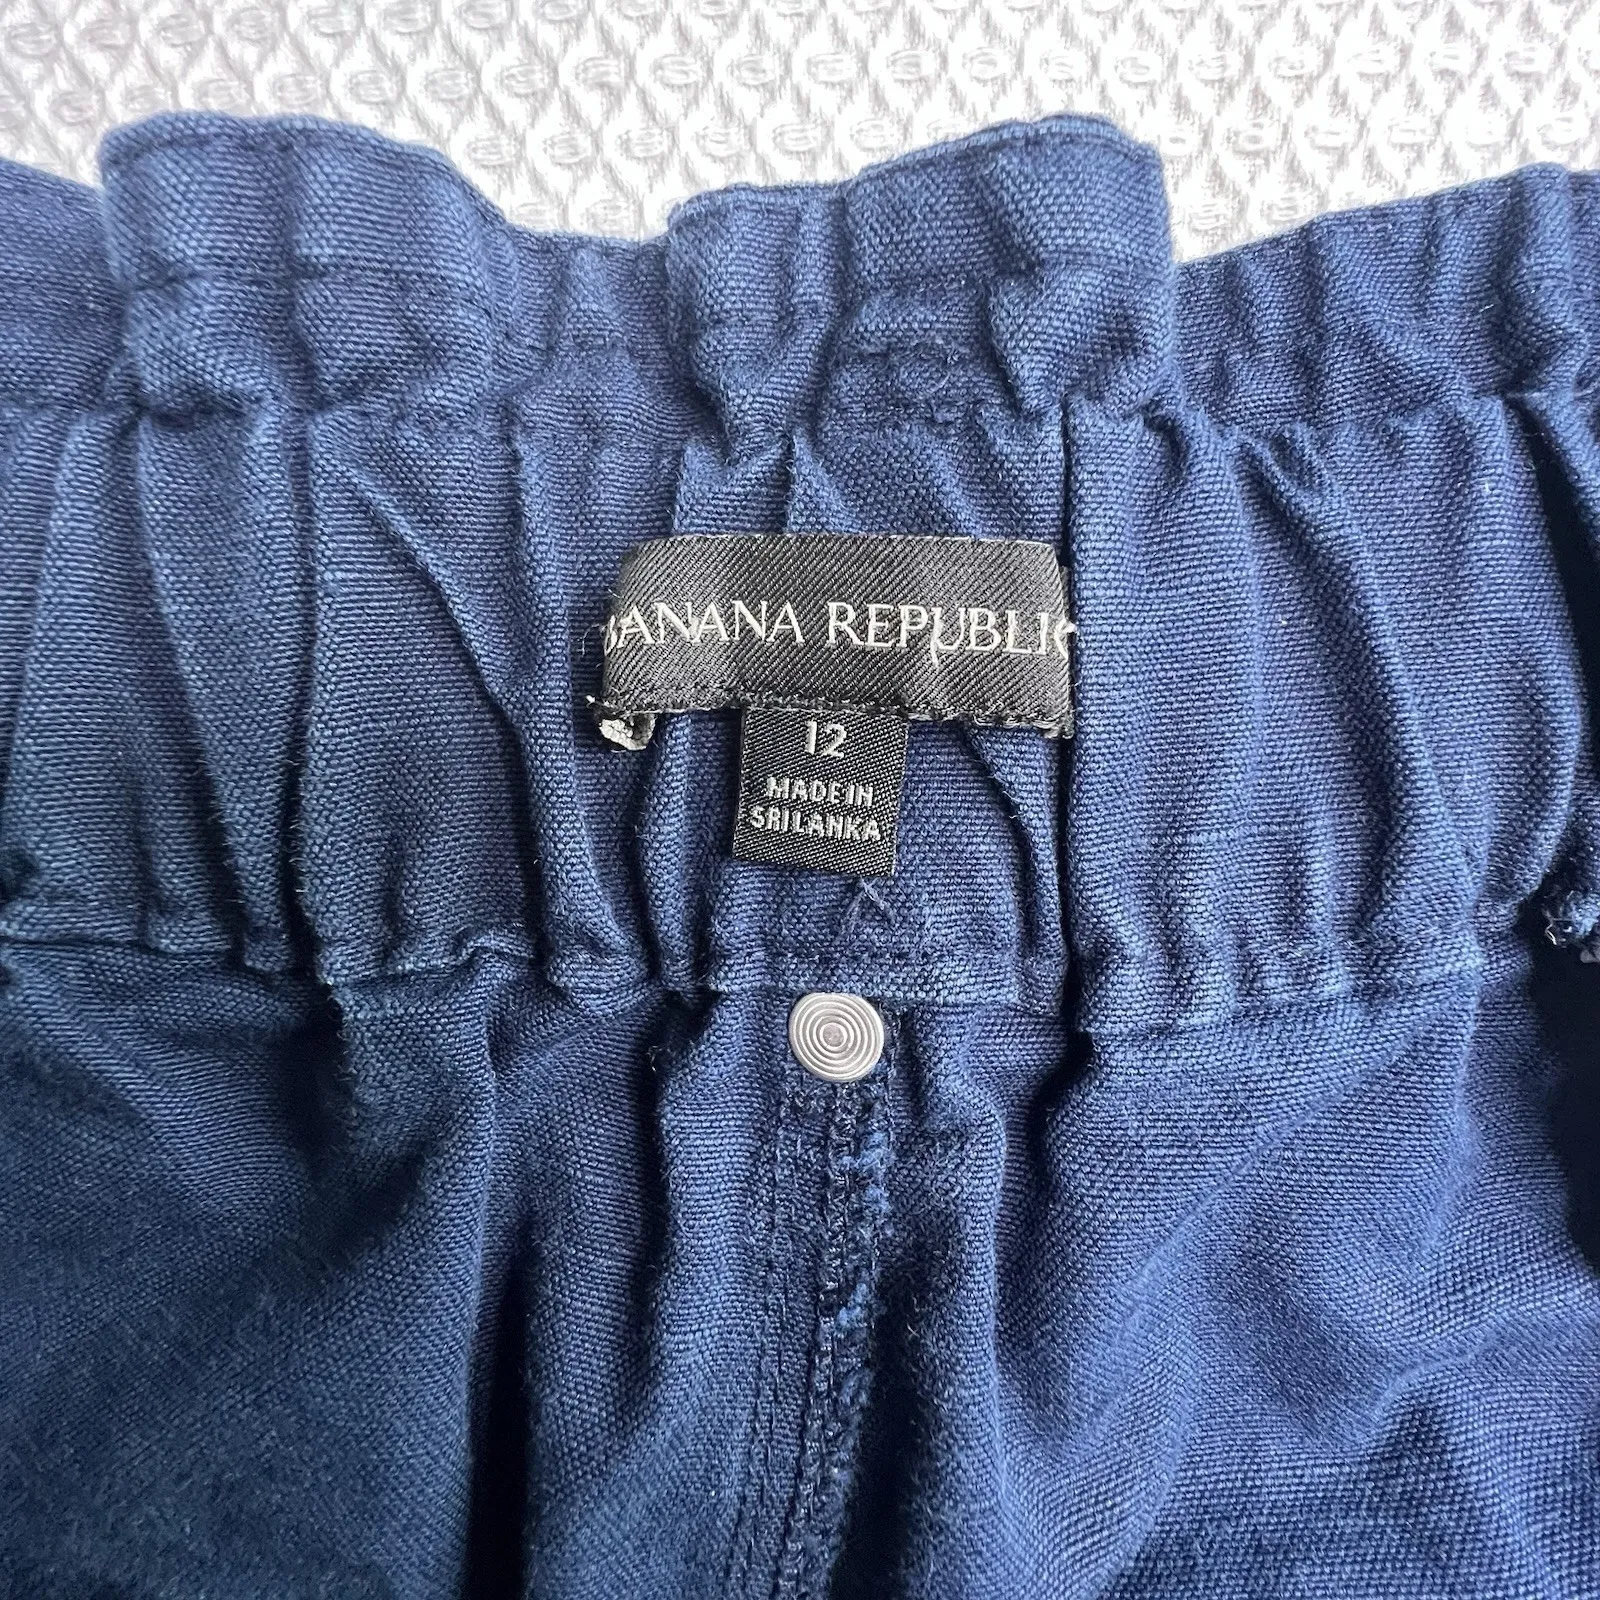 BANANA REPUBLIC
12
MADE IN
SRI LANKA